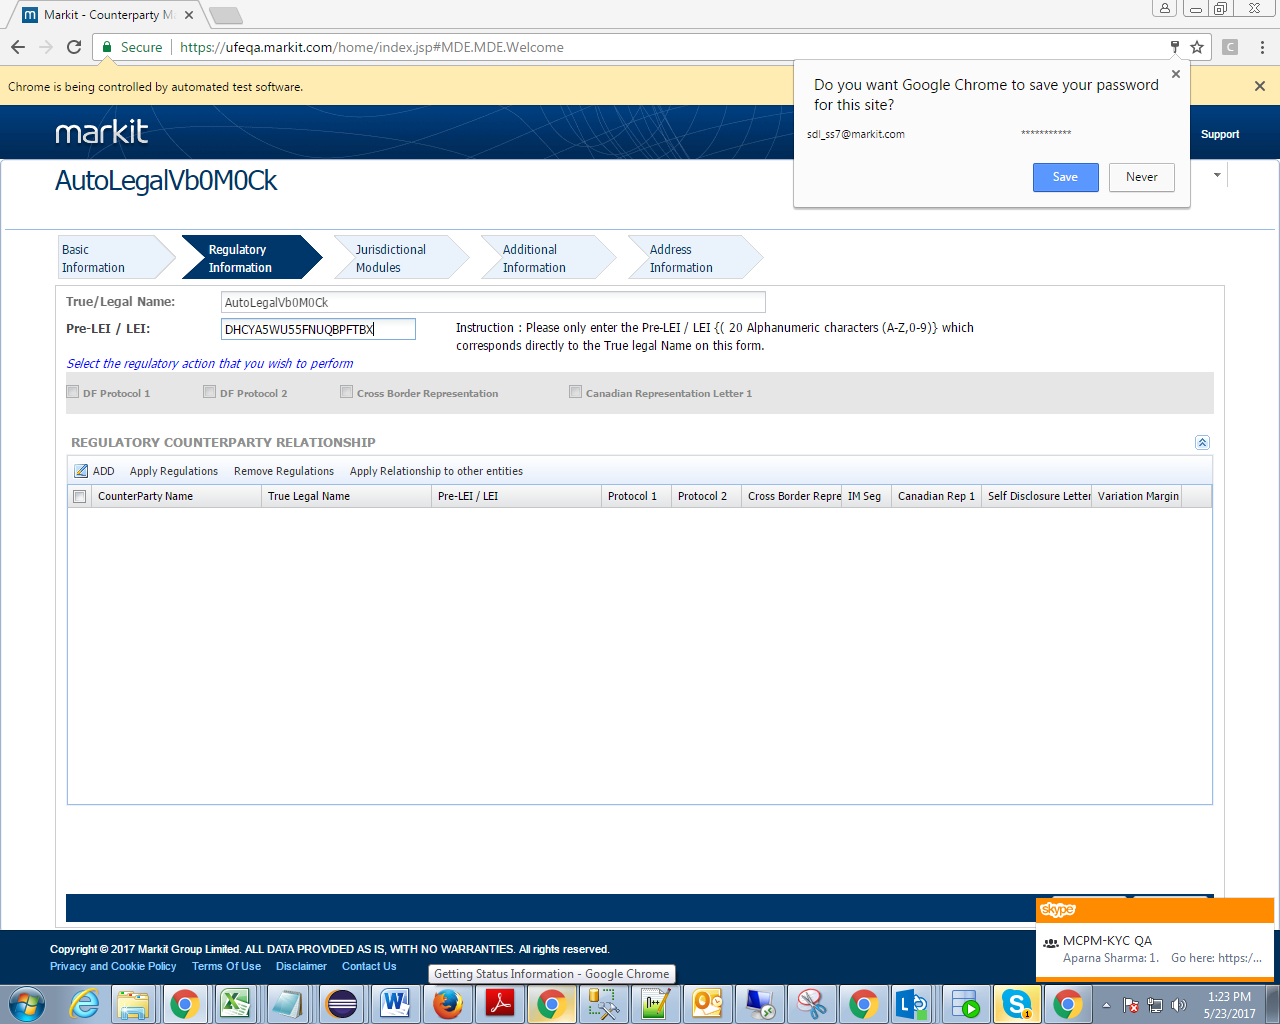 Markit - Counterparty M
Secure
https://ufeqa.markit.com/home/index.jsp#MDE.MDE.Welcome
Chrome is being controlled by automated test software.
Do you want Google Chrome to save your password
for this site?
sdl_ss7@markit.com ***********
Save Never
markit
Support
AutoLegalVb0M0Ck
Basic
Information
Regulatory
Information
Jurisdictional
Modules
Additional
Information
Address
Information
True/Legal Name: AutoLegalVb0M0Ck
Pre-LEI / LEI: DHCYA5WU55FNUQBPFTBX
Instruction : Please only enter the Pre-LEI / LEI {( 20 Alphanumeric characters (A-Z,0-9)} which
corresponds directly to the True legal Name on this form.
Select the regulatory action that you wish to perform
DF Protocol 1 DF Protocol 2 Cross Border Representation Canadian Representation Letter 1
REGULATORY COUNTERPARTY RELATIONSHIP
ADD Apply Regulations Remove Regulations Apply Relationship to other entities
CounterParty Name True Legal Name Pre-LEI / LEI Protocol 1 Protocol 2 Cross Border Repre IM Seg Canadian Rep 1 Self Disclosure Letter Variation Margin
skype
MCPM-KYC QA
Aparna Sharma: 1. Go here: https:/...
Copyright © 2017 Markit Group Limited. ALL DATA PROVIDED AS IS, WITH NO WARRANTIES. All rights reserved.
Privacy and Cookie Policy Terms Of Use Disclaimer Contact Us
Getting Status Information - Google Chrome
1:23 PM
5/23/2017